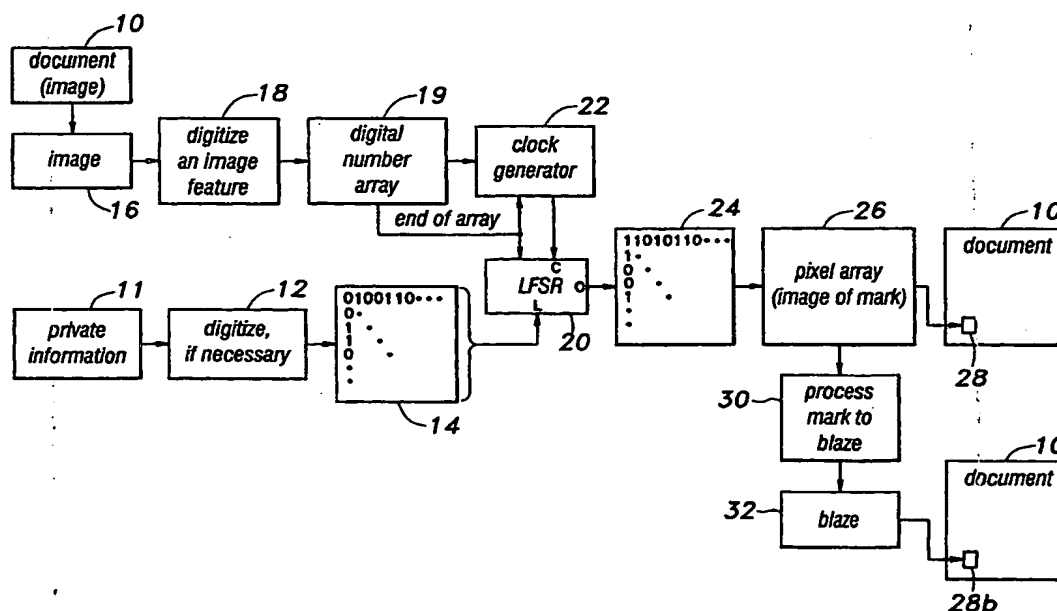 10
document
(image)
image
16
18
digitize
an image
feature
19
digital
number
array
22
clock
generator
end of array
C
LFSR
O
L
20
11
private
information
12
digitize,
if necessary
0100110•••
0
1
1
0
14
24
11010110•••
1
0
0
1
26
pixel array
(image of mark)
10
document
28
30
process
mark to
blaze
32
blaze
10
document
28b